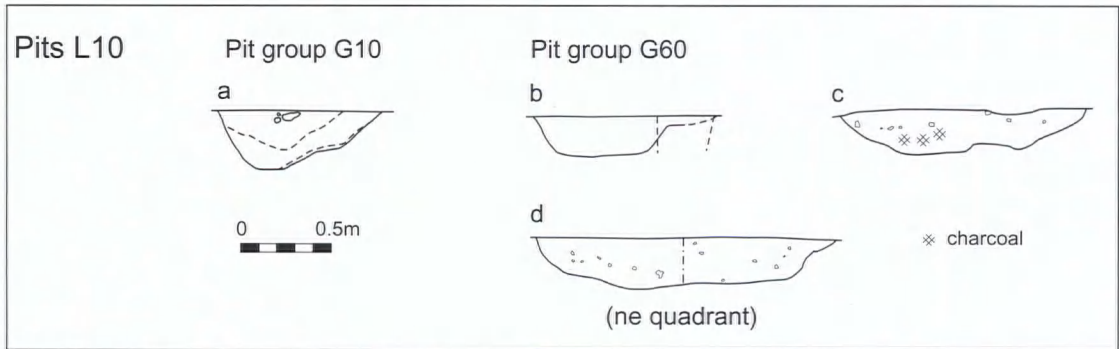 Pits L10
Pit group G10
Pit group G60
a
b
c
0 0.5m
d
charcoal
(ne quadrant)